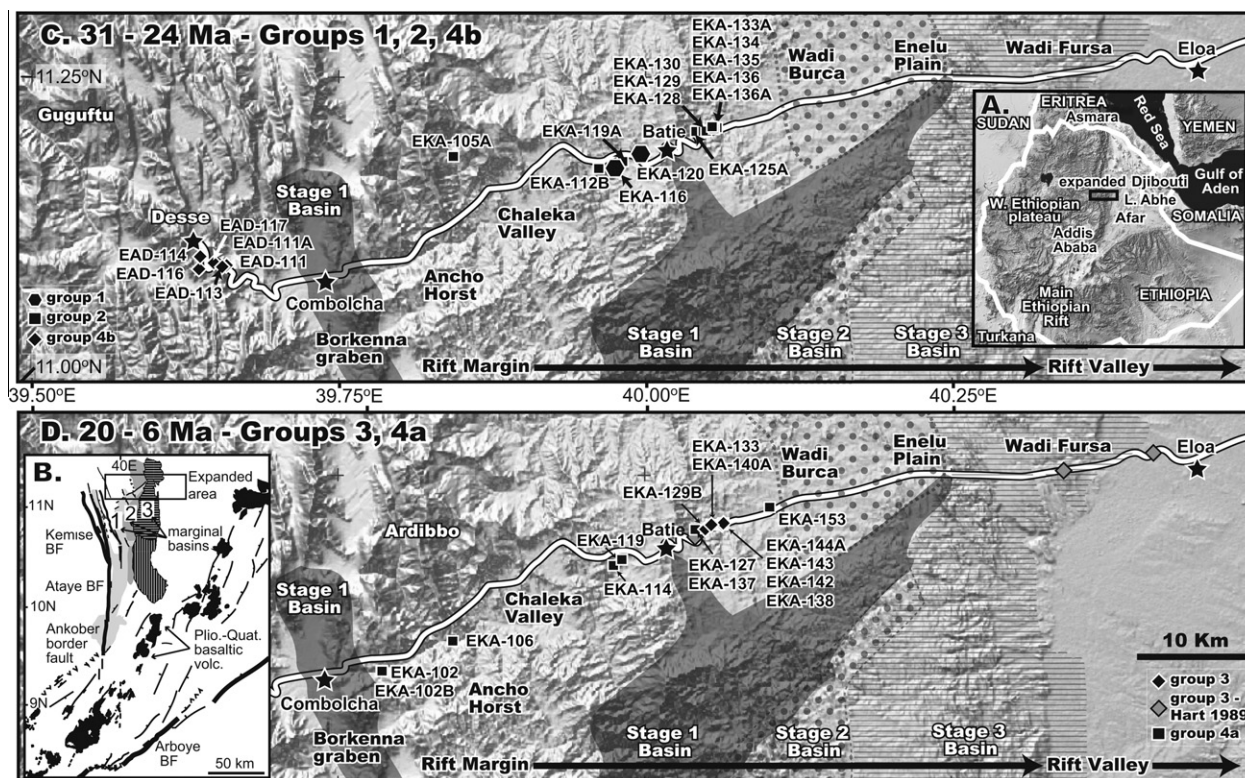 C. 31 - 24 Ma - Groups 1, 2, 4b
11.25ºN
Guguftu
EKA-105A
EKA-119A
EKA-130
EKA-129
EKA-128
EKA-133A
EKA-134
EKA-135
EKA-136
EKA-136A
Wadi
Burca
Enelu
Plain
Wadi Fursa
Eloa
Batie
EKA-125A
EKA-120
EKA-112B
EKA-116
Stage 1
Basin
Desse
EAD-117
EAD-111A
EAD-114
EAD-111
EAD-116
EAD-113
Chaleka
Valley
Combolcha
Ancho
Horst
group 1
group 2
group 4b
Borkenna
graben
Stage 1
Basin
Stage 2
Basin
Stage 3
Basin
11.00ºN
Rift Margin
Rift Valley
39.50ºE
39.75ºE
40.00ºE
40.25ºE
A.
SUDAN
ERITREA
Asmara
Red Sea
YEMEN
expanded
Djibouti
Gulf of
Aden
W. Ethiopian
plateau
L. Abhe
Afar
SOMALIA
Addis
Ababa
Main
Ethiopian
Rift
ETHIOPIA
Turkana
D. 20 - 6 Ma - Groups 3, 4a
B.
40E
Expanded
area
11N
1
2
3
Kemise
BF
marginal
basins
Ataye BF
10N
Ankober
border
fault
Plio.-Quat.
basaltic
volc.
9N
Arboye
BF
50 km
Ardibbo
EKA-133
EKA-140A
EKA-129B
Wadi
Burca
Enelu
Plain
Wadi Fursa
Eloa
Batie
EKA-153
EKA-119
EKA-114
EKA-127
EKA-137
EKA-144A
EKA-143
EKA-142
EKA-138
Stage 1
Basin
Chaleka
Valley
EKA-106
EKA-102
EKA-102B
Combolcha
Ancho
Horst
10 Km
group 3
group 3 -
Hart 1989
group 4a
Borkenna
graben
Stage 1
Basin
Stage 2
Basin
Stage 3
Basin
Rift Margin
Rift Valley